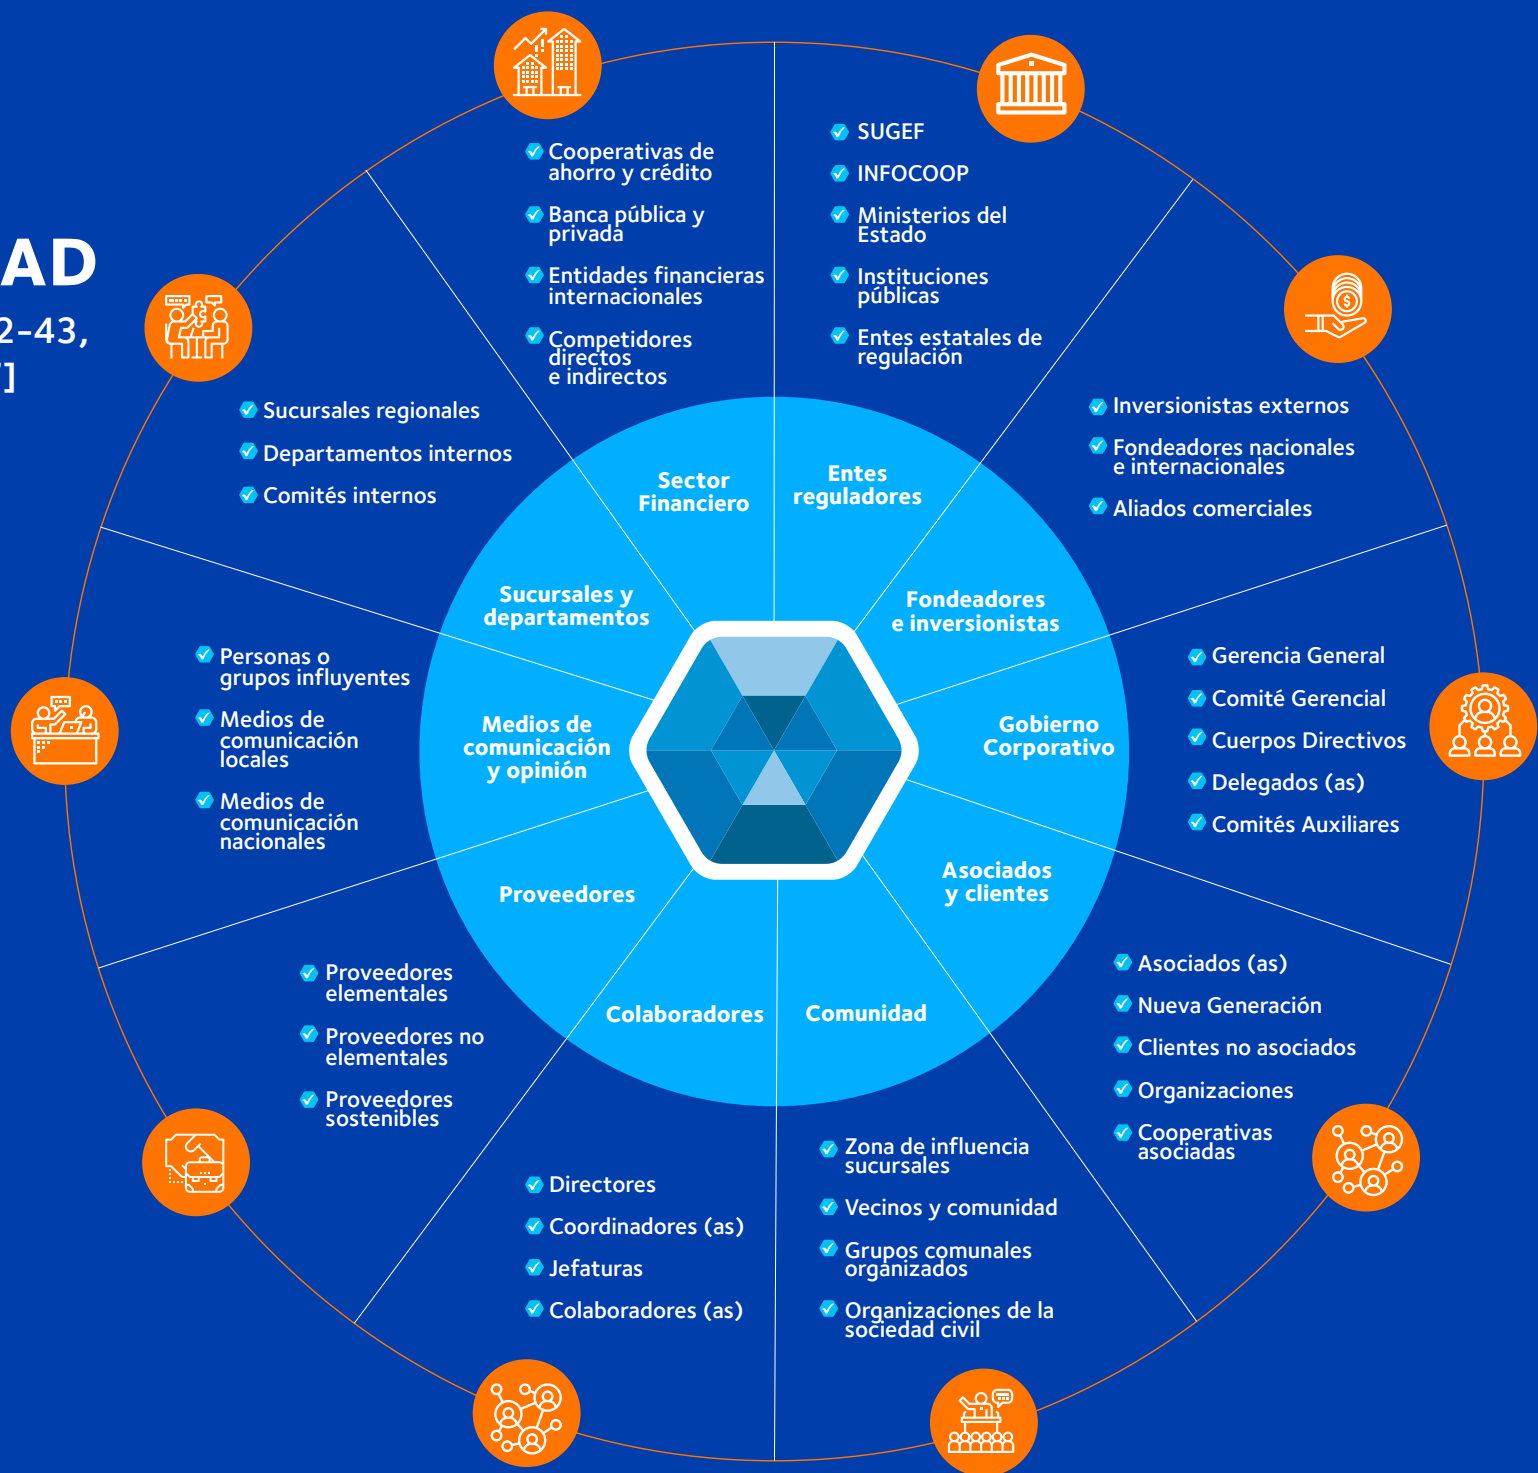 AD
2-43,
]
Cooperativas de
ahorro y crédito
Banca pública y
privada
Entidades financieras
internacionales
Competidores
directos
e indirectos
SUGEF
INFOCOOP
Ministerios del
Estado
Instituciones
públicas
Entes estatales de
regulación
Inversionistas externos
Fondeadores nacionales
e internacionales
Aliados comerciales
Gerencia General
Comité Gerencial
Cuerpos Directivos
Delegados (as)
Comités Auxiliares
Asociados (as)
Nueva Generación
Clientes no asociados
Organizaciones
Cooperativas
asociadas
Zona de influencia
sucursales
Vecinos y comunidad
Grupos comunales
organizados
Organizaciones de la
sociedad civil
Directores
Coordinadores (as)
Jefaturas
Colaboradores (as)
Proveedores
elementales
Proveedores no
elementales
Proveedores
sostenibles
Personas o
grupos influyentes
Medios de
comunicación
locales
Medios de
comunicación
nacionales
Sucursales regionales
Departamentos internos
Comités internos
Sector
Financiero
Entes
reguladores
Fondeadores
e inversionistas
Gobierno
Corporativo
Asociados
y clientes
Comunidad
Colaboradores
Proveedores
Medios de
comunicación
y opinión
Sucursales y
departamentos